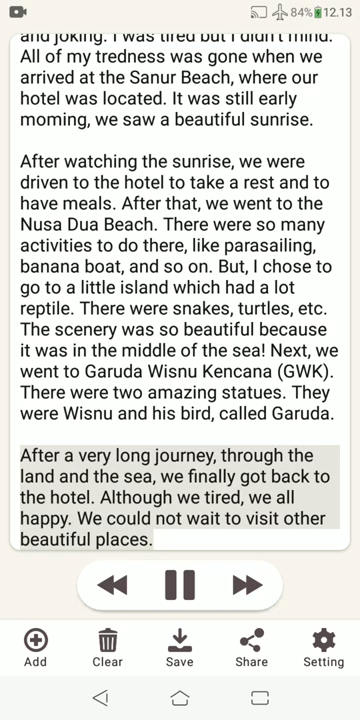 84% 12.13
and joking. I was tired but I didn't mind.
All of my tredness was gone when we
arrived at the Sanur Beach, where our
hotel was located. It was still early
moming, we saw a beautiful sunrise.
After watching the sunrise, we were
driven to the hotel to take a rest and to
have meals. After that, we went to the
Nusa Dua Beach. There were so many
activities to do there, like parasailing,
banana boat, and so on. But, I chose to
go to a little island which had a lot
reptile. There were snakes, turtles, etc.
The scenery was so beautiful because
it was in the middle of the sea! Next, we
went to Garuda Wisnu Kencana (GWK).
There were two amazing statues. They
were Wisnu and his bird, called Garuda.
After a very long journey, through the
land and the sea, we finally got back to
the hotel. Although we tired, we all
happy. We could not wait to visit other
beautiful places.
Add Clear Save Share Setting